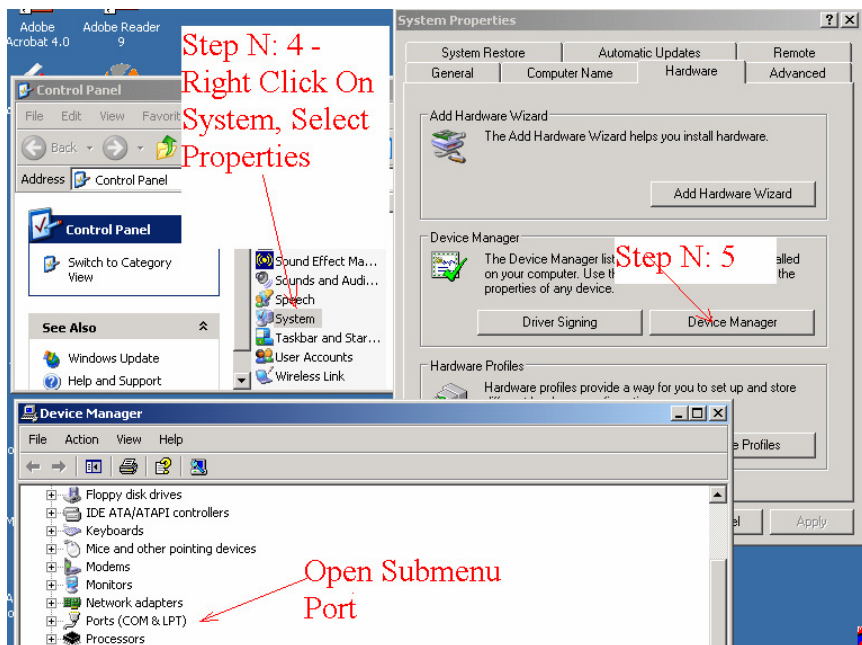 Adobe
Acrobat 4.0
Adobe Reader
9
Step N: 4 -
Right Click On
System, Select
Properties
Control Panel
File Edit View Favorit
Back
Address Control Panel
Control Panel
Switch to Category
View
See Also
Windows Update
Help and Support
Sound Effect Ma...
Sounds and Audi...
Speech
System
Taskbar and Star...
User Accounts
Wireless Link
System Properties
System Restore Automatic Updates Remote
General Computer Name Hardware Advanced
Add Hardware Wizard
The Add Hardware Wizard helps you install hardware.
Add Hardware Wizard
Device Manager
The Device Manager list alled
on your computer. Use th the
properties of any device.
Step N: 5
Driver Signing Device Manager
Hardware Profiles
Hardware profiles provide a way for you to set up and store
e Profiles
el Apply
Device Manager
File Action View Help
Floppy disk drives
IDE ATA/ATAPI controllers
Keyboards
Mice and other pointing devices
Modems
Monitors
Network adapters
Ports (COM & LPT)
Processors
Open Submenu
Port